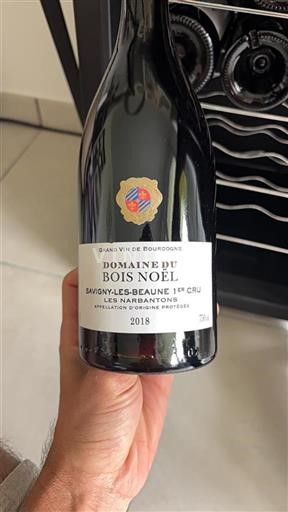 GRAND VIN DE BOURGOGNE
DOMAINE DU
BOIS NOËL
SAVIGNY-LES-BEAUNE 1ER CRU
LES NARBANTONS
APPELLATION D'ORIGINE PROTÉGÉE
2018